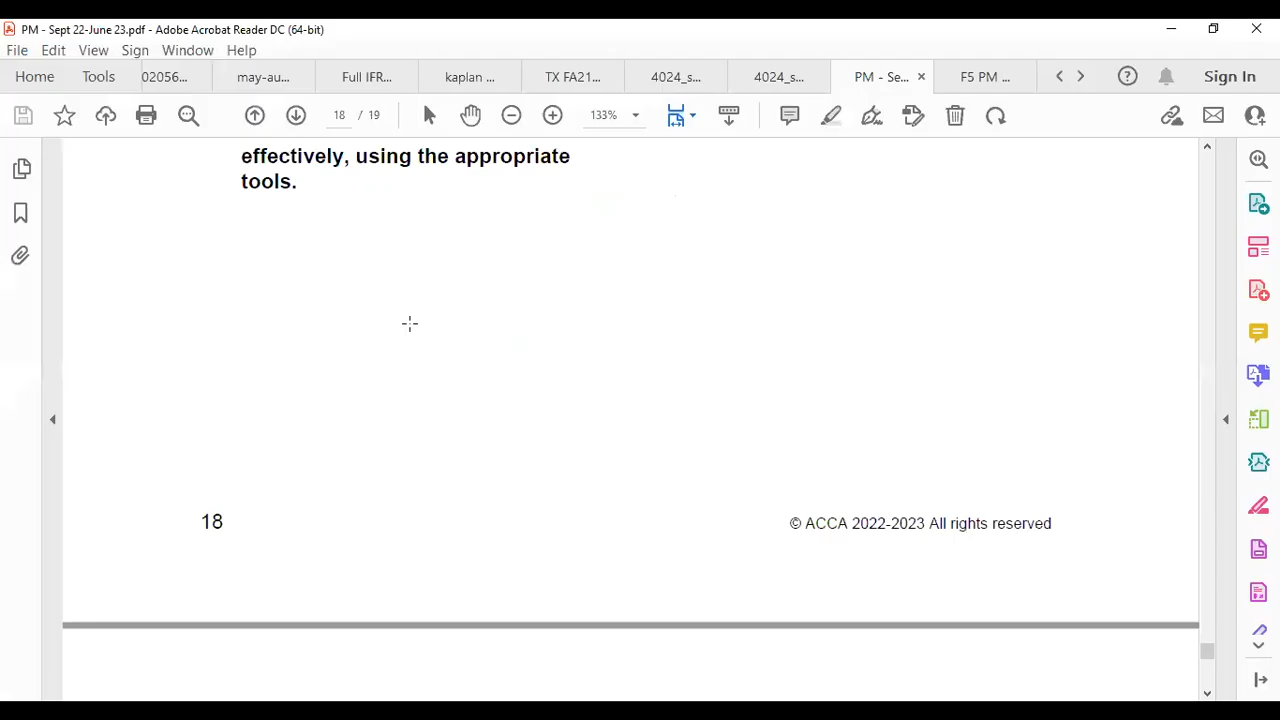 PM - Sept 22-June 23.pdf - Adobe Acrobat Reader DC (64-bit)
File Edit View Sign Window Help
Home Tools 02056... may-au... Full IFR... kaplan ... TX FA21... 4024_s... 4024_s... PM - Se... F5 PM ... Sign In
18 / 19 133%
effectively, using the appropriate
tools.
18 © ACCA 2022-2023 All rights reserved